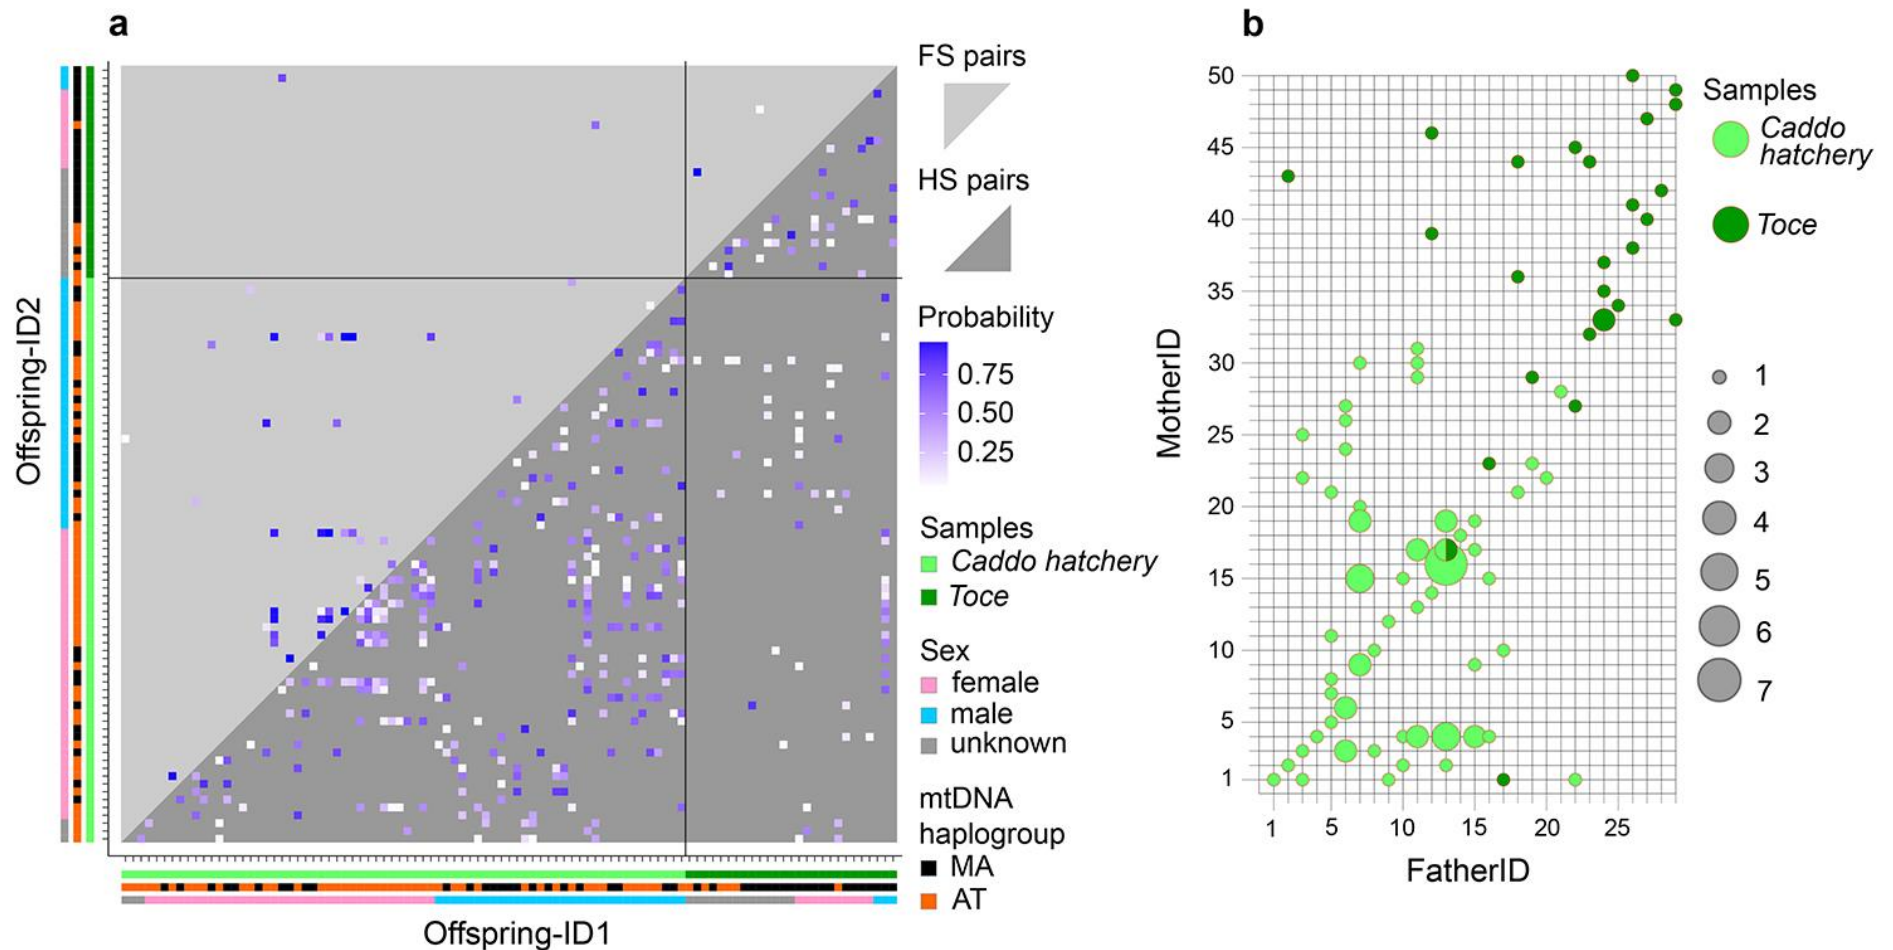 a
FS pairs
HS pairs
Probability
0.75
0.50
0.25
Samples
Caddo hatchery
Toce
Sex
female
male
unknown
mtDNA
haplogroup
MA
AT
Offspring-ID2
Offspring-ID1
b
50
45
40
35
30
25
20
15
10
5
1
MotherID
1 5 10 15 20 25
FatherID
Samples
Caddo
hatchery
Toce
1
2
3
4
5
6
7